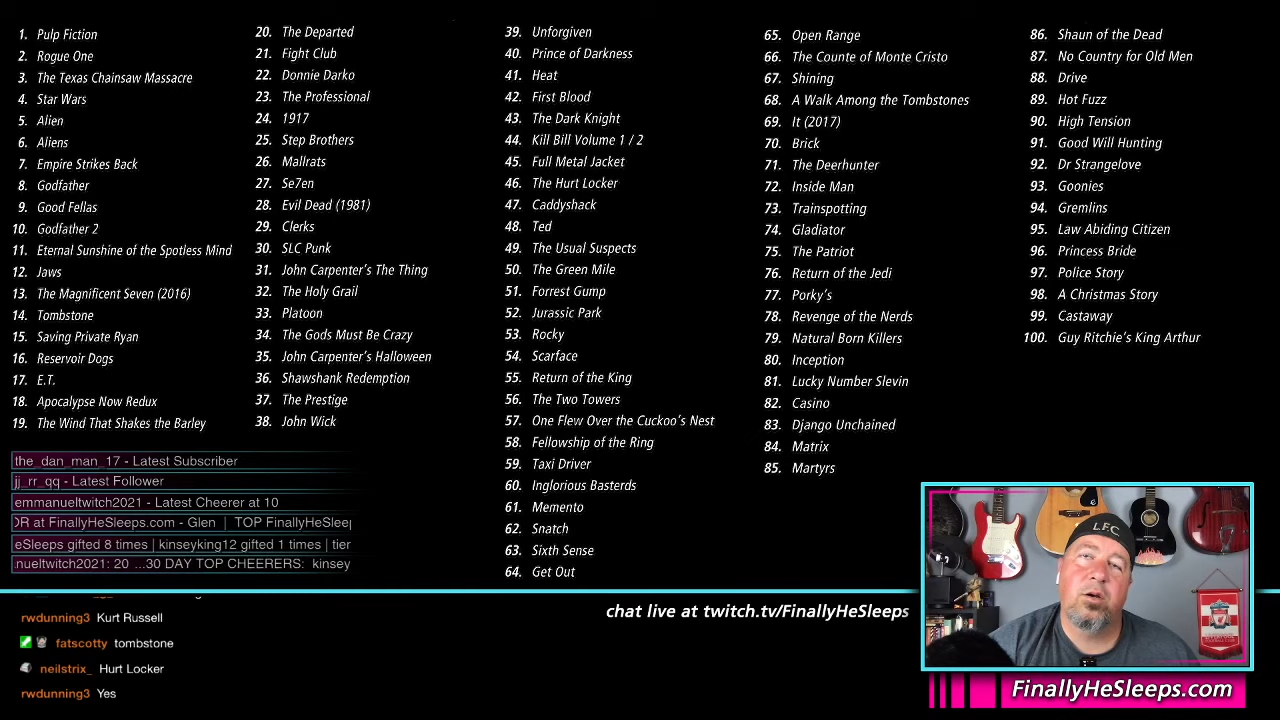 1. Pulp Fiction
2. Rogue One
3. The Texas Chainsaw Massacre
4. Star Wars
5. Alien
6. Aliens
7. Empire Strikes Back
8. Godfather
9. Good Fellas
10. Godfather 2
11. Eternal Sunshine of the Spotless Mind
12. Jaws
13. The Magnificent Seven (2016)
14. Tombstone
15. Saving Private Ryan
16. Reservoir Dogs
17. E.T.
18. Apocalypse Now Redux
19. The Wind That Shakes the Barley
20. The Departed
21. Fight Club
22. Donnie Darko
23. The Professional
24. 1917
25. Step Brothers
26. Mallrats
27. Se7en
28. Evil Dead (1981)
29. Clerks
30. SLC Punk
31. John Carpenter's The Thing
32. The Holy Grail
33. Platoon
34. The Gods Must Be Crazy
35. John Carpenter's Halloween
36. Shawshank Redemption
37. The Prestige
38. John Wick
39. Unforgiven
40. Prince of Darkness
41. Heat
42. First Blood
43. The Dark Knight
44. Kill Bill Volume 1 / 2
45. Full Metal Jacket
46. The Hurt Locker
47. Caddyshack
48. Ted
49. The Usual Suspects
50. The Green Mile
51. Forrest Gump
52. Jurassic Park
53. Rocky
54. Scarface
55. Return of the King
56. The Two Towers
57. One Flew Over the Cuckoo's Nest
58. Fellowship of the Ring
59. Taxi Driver
60. Inglorious Basterds
61. Memento
62. Snatch
63. Sixth Sense
64. Get Out
65. Open Range
66. The Counte of Monte Cristo
67. Shining
68. A Walk Among the Tombstones
69. It (2017)
70. Brick
71. The Deerhunter
72. Inside Man
73. Trainspotting
74. Gladiator
75. The Patriot
76. Return of the Jedi
77. Porky's
78. Revenge of the Nerds
79. Natural Born Killers
80. Inception
81. Lucky Number Slevin
82. Casino
83. Django Unchained
84. Matrix
85. Martyrs
86. Shaun of the Dead
87. No Country for Old Men
88. Drive
89. Hot Fuzz
90. High Tension
91. Good Will Hunting
92. Dr Strangelove
93. Goonies
94. Gremlins
95. Law Abiding Citizen
96. Princess Bride
97. Police Story
98. A Christmas Story
99. Castaway
100. Guy Ritchie's King Arthur
the_dan_man_17 - Latest Subscriber
jj_rr_qq - Latest Follower
emmanueltwitch2021 - Latest Cheerer at 10
OR at FinallyHeSleeps.com - Glen | TOP FinallyHeSleep
eSleeps gifted 8 times | kinseyking12 gifted 1 times | tier
nueltwitch2021: 20 ...30 DAY TOP CHEERERS: kinsey
rwdunning3 Kurt Russell
fatscotty tombstone
neilstrix_ Hurt Locker
rwdunning3 Yes
chat live at twitch.tv/FinallyHeSleeps
L.F.C.
FinallyHeSleeps.com